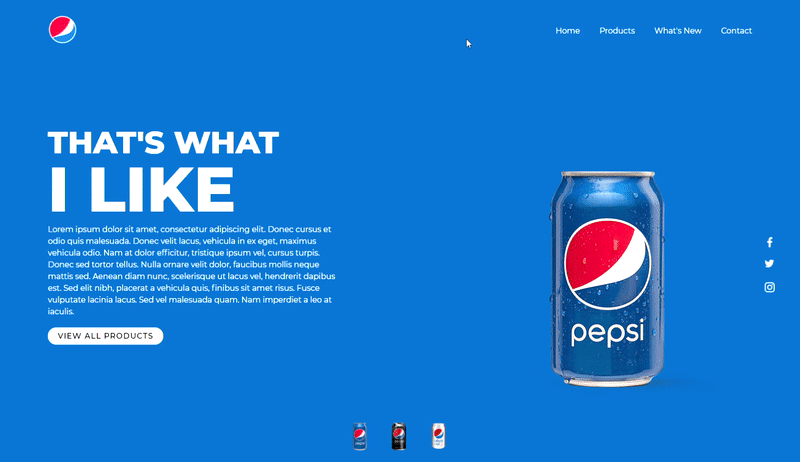 Home Products What's New Contact
THAT'S WHAT
I LIKE
Lorem ipsum dolor sit amet, consectetur adipiscing elit. Donec cursus et
odio quis malesuada. Donec velit lacus, vehicula in ex eget, maximus
vehicula odio. Nam at dolor efficitur, tristique ipsum vel, cursus turpis.
Donec sed tortor tellus. Nulla ornare velit dolor, faucibus mollis neque
mattis sed. Aenean diam nunc, scelerisque ut lacus vel, hendrerit dapibus
est. Sed elit nibh, placerat a vehicula quis, finibus sit amet risus. Fusce
vulputate lacinia lacus. Sed vel malesuada quam. Nam imperdiet a leo at
iaculis.
VIEW ALL PRODUCTS
pepsi